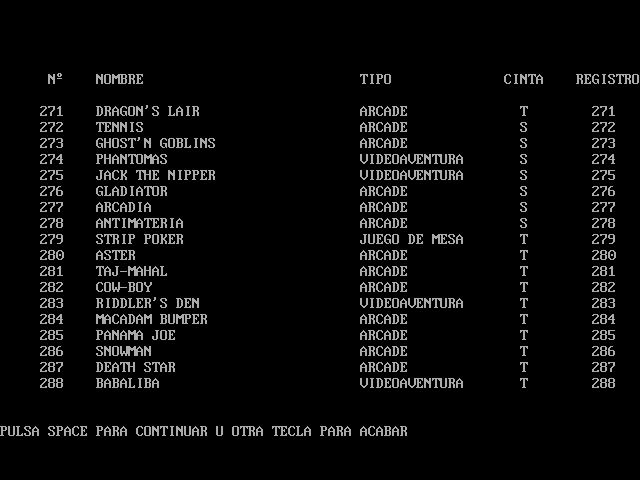 Nº NOMBRE TIPO CINTA REGISTRO
271 DRAGON'S LAIR ARCADE T 271
272 TENNIS ARCADE S 272
273 GHOST'N GOBLINS ARCADE S 273
274 PHANTOMAS VIDEOAVENTURA S 274
275 JACK THE NIPPER VIDEOAVENTURA S 275
276 GLADIATOR ARCADE S 276
277 ARCADIA ARCADE S 277
278 ANTIMATERIA ARCADE S 278
279 STRIP POKER JUEGO DE MESA T 279
280 ASTER ARCADE T 280
281 TAJ-MAHAL ARCADE T 281
282 COW-BOY ARCADE T 282
283 RIDDLER'S DEN VIDEOAVENTURA T 283
284 MACADAM BUMPER ARCADE T 284
285 PANAMA JOE ARCADE T 285
286 SNOWMAN ARCADE T 286
287 DEATH STAR ARCADE T 287
288 BABALIBA VIDEOAVENTURA T 288
PULSA SPACE PARA CONTINUAR U OTRA TECLA PARA ACABAR